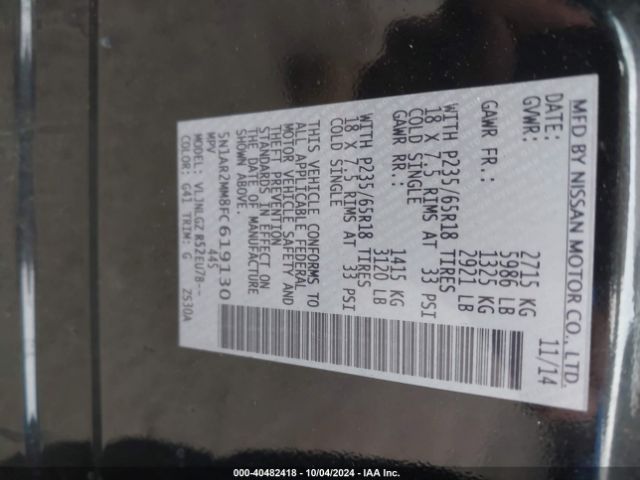 MFD BY NISSAN MOTOR CO., LTD.
DATE: 11/14
GVWR: 2715 KG
5986 LB
GAWR FR.: 1325 KG
2921 LB
WITH P235/65R18 TIRES
18 X 7.5 RIMS AT 33 PSI
COLD SINGLE
GAWR RR.: 1415 KG
3120 LB
WITH P235/65R18 TIRES
18 X 7.5 RIMS AT 33 PSI
COLD SINGLE
THIS VEHICLE CONFORMS TO
ALL APPLICABLE FEDERAL
MOTOR VEHICLE SAFETY AND
THEFT PREVENTION
STANDARDS IN EFFECT ON
THE DATE OF MANUFACTURE
SHOWN ABOVE.
5N1AR2MM8FC619130
MPV 445
MODEL: VLJNLGZ R52EU78--
COLOR: G41 TRIM: G ZS30A
000-40482418 - 10/04/2024 - IAA Inc.